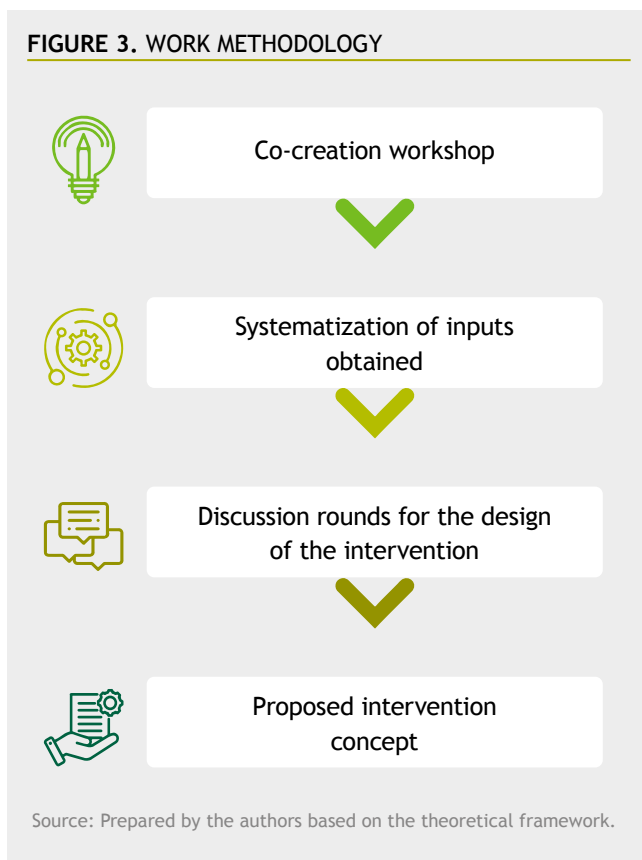 FIGURE 3. WORK METHODOLOGY
Co-creation workshop
Systematization of inputs
obtained
Discussion rounds for the design
of the intervention
Proposed intervention
concept
Source: Prepared by the authors based on the theoretical framework.